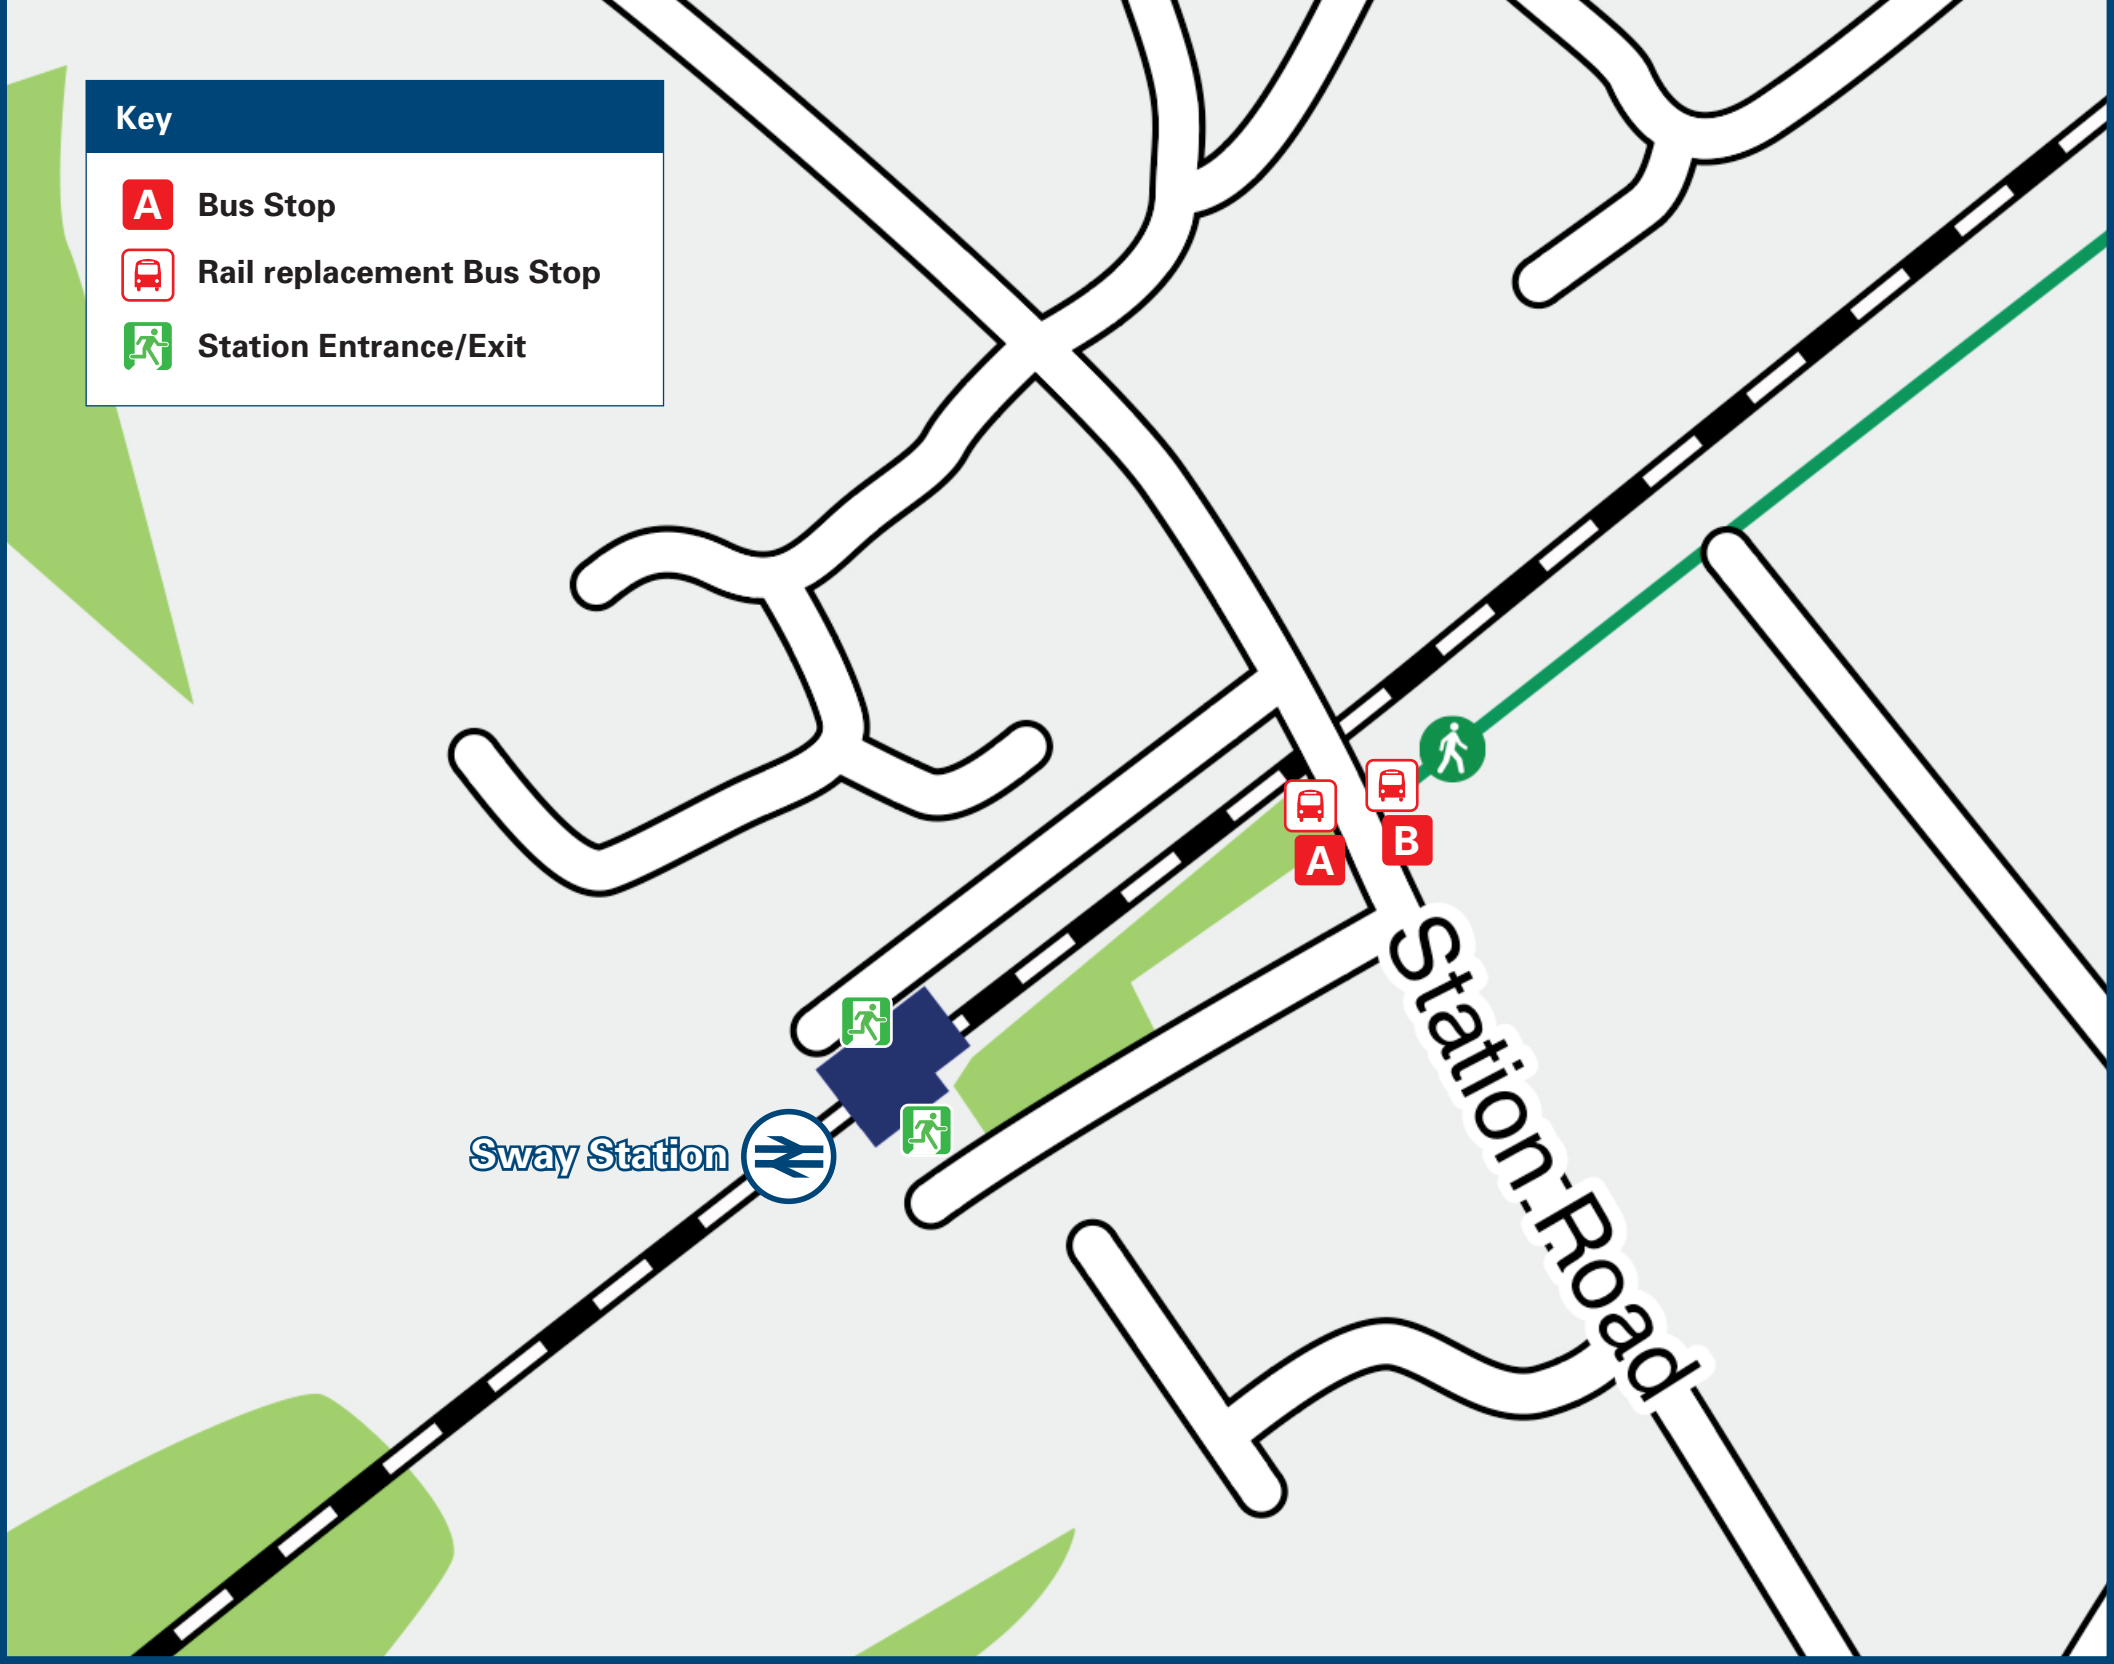 Key
A Bus Stop
Rail replacement Bus Stop
Station Entrance/Exit
B
A
Station Road
Sway Station